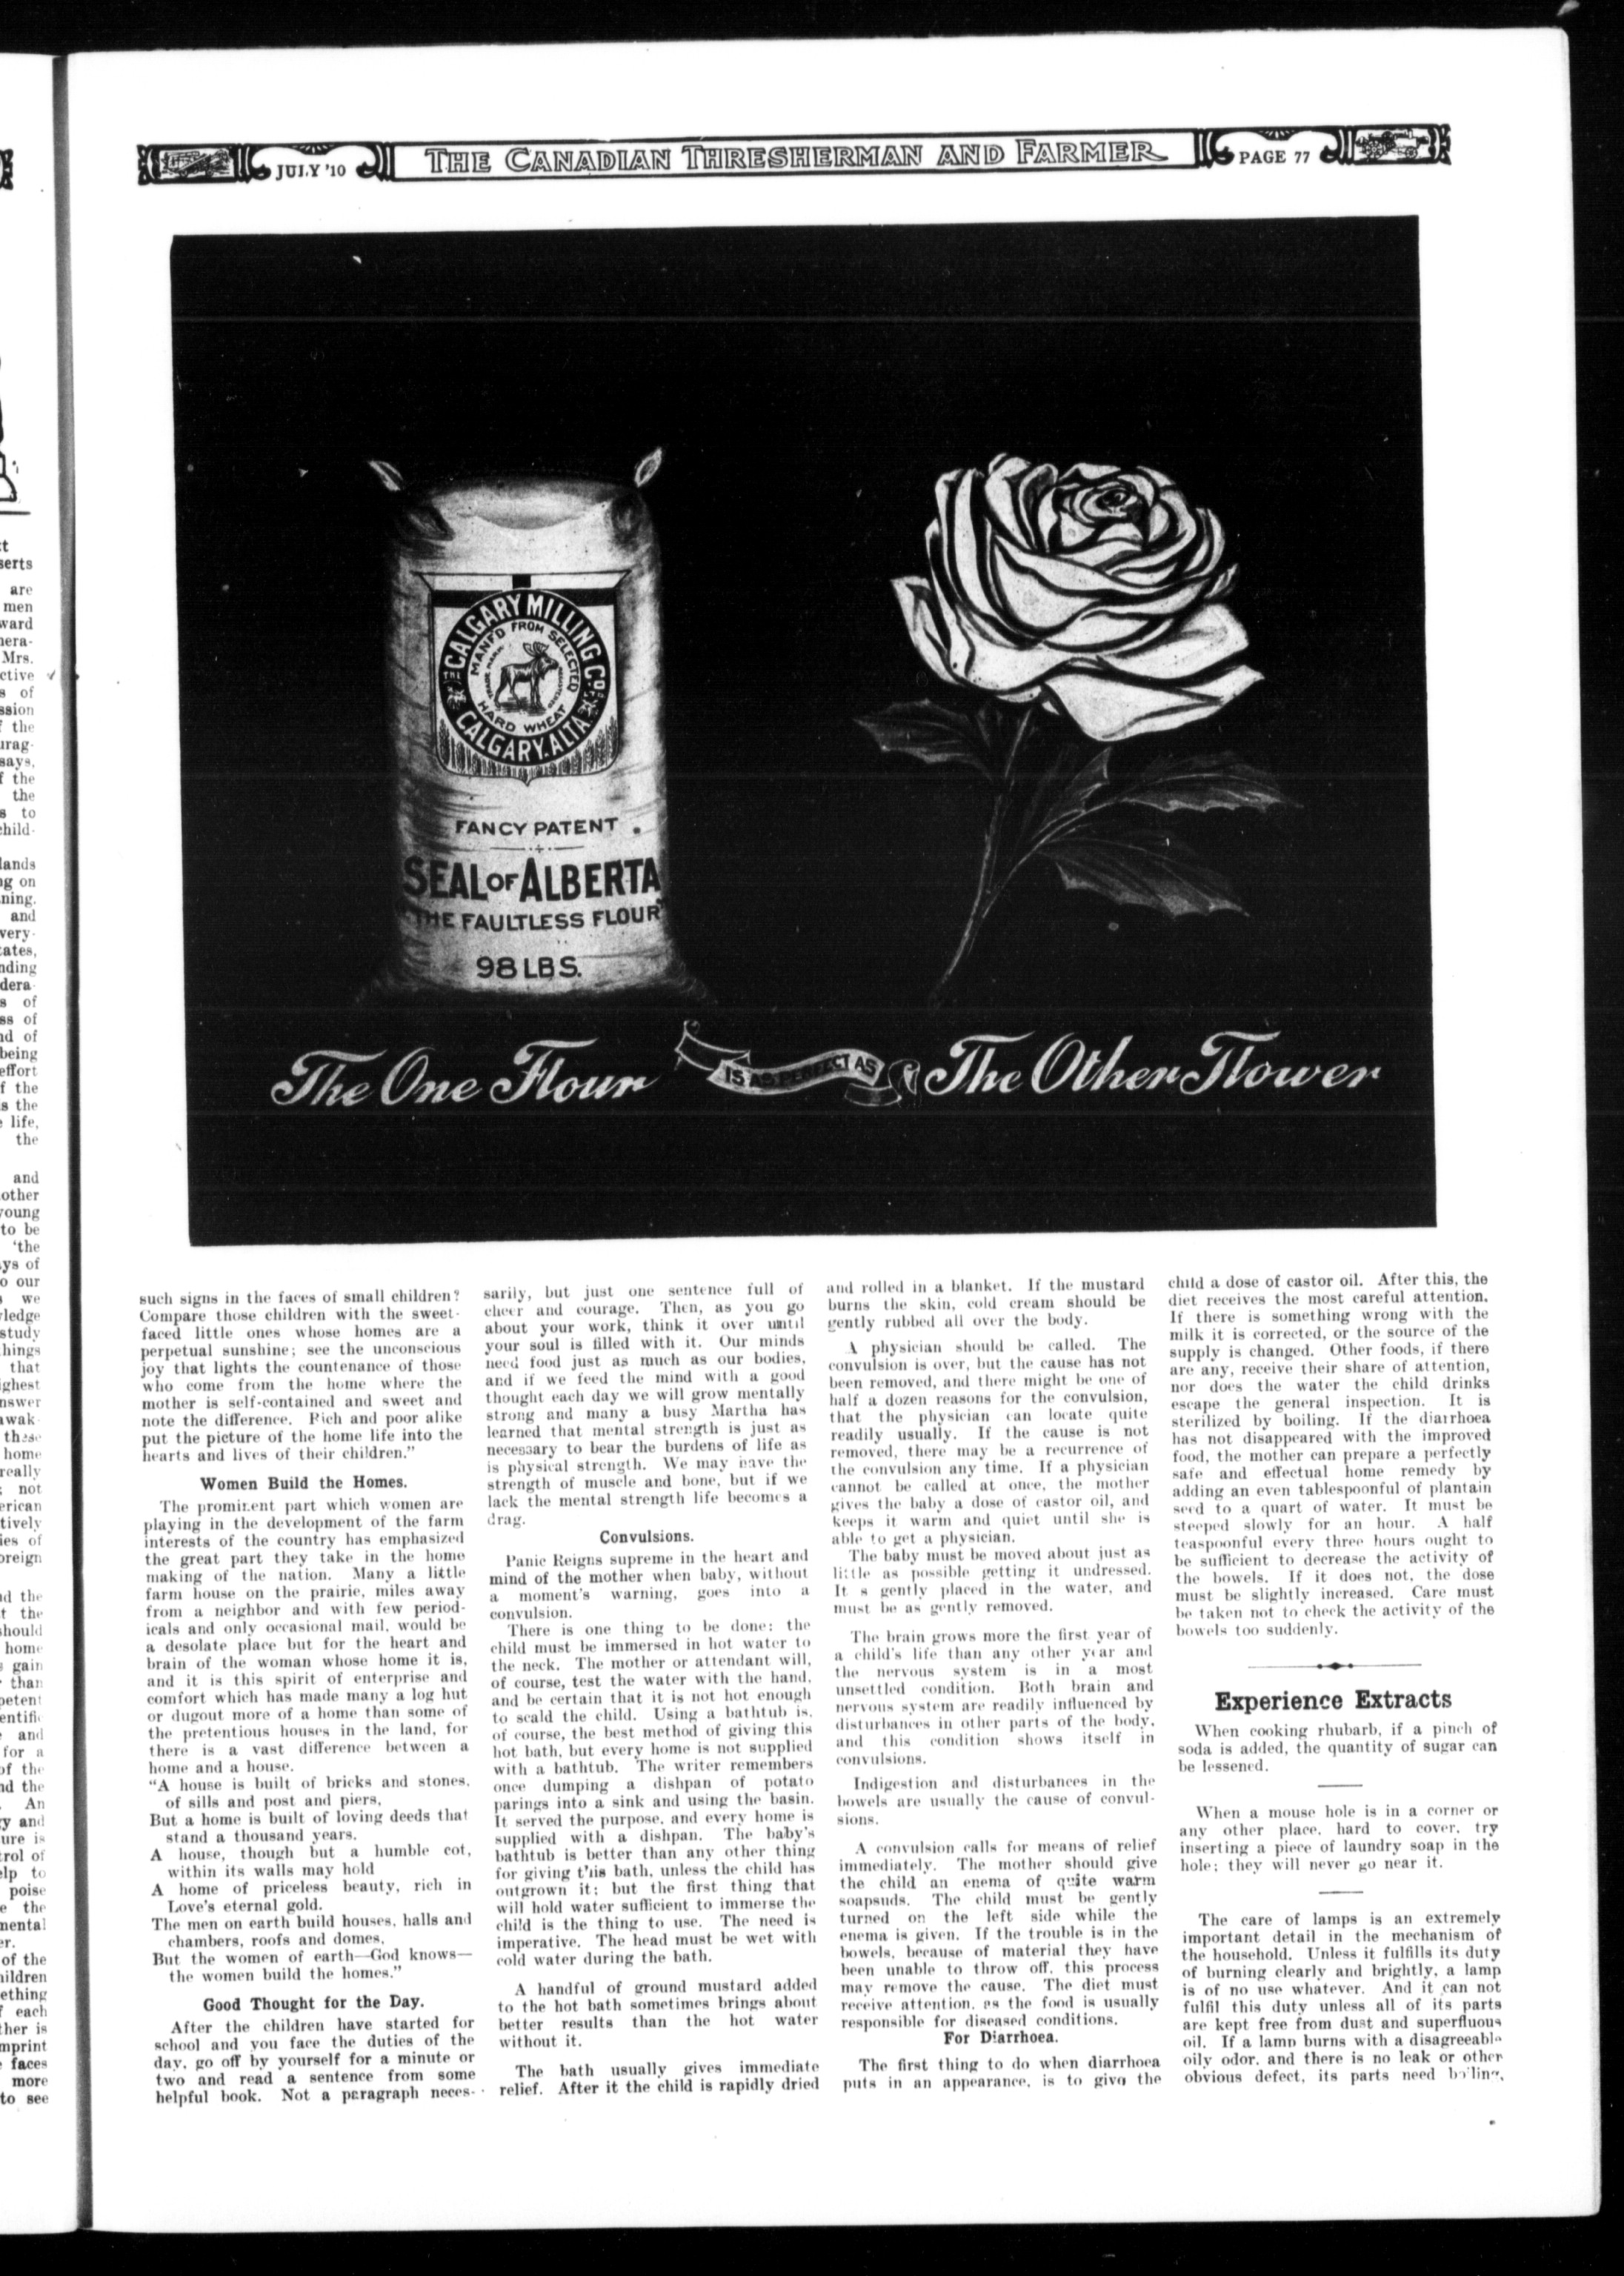 JULY '10
THE CANADIAN THRESHERMAN AND FARMER
PAGE 77
THE CALGARY MILLING CO.
MANF'D FROM SELECTED
HARD WHEAT
CALGARY, ALTA.
FANCY PATENT
SEAL OF ALBERTA
"THE FAULTLESS FLOUR"
98 LBS.
The One Flour
IS AS PERFECT AS
The Other Flower
such signs in the faces of small children?
Compare those children with the sweet-
faced little ones whose homes are a
perpetual sunshine; see the unconscious
joy that lights the countenance of those
who come from the home where the
mother is self-contained and sweet and
note the difference. Rich and poor alike
put the picture of the home life into the
hearts and lives of their children."
Women Build the Homes.
The prominent part which women are
playing in the development of the farm
interests of the country has emphasized
the great part they take in the home
making of the nation. Many a little
farm house on the prairie, miles away
from a neighbor and with few period-
icals and only occasional mail, would be
a desolate place but for the heart and
brain of the woman whose home it is,
and it is this spirit of enterprise and
comfort which has made many a log hut
or dugout more of a home than some of
the pretentious houses in the land, for
there is a vast difference between a
home and a house.
"A house is built of bricks and stones,
of sills and post and piers,
But a home is built of loving deeds that
stand a thousand years.
A house, though but a humble cot,
within its walls may hold
A home of priceless beauty, rich in
Love's eternal gold.
The men on earth build houses, halls and
chambers, roofs and domes,
But the women of earth—God knows—
the women build the homes."
Good Thought for the Day.
After the children have started for
school and you face the duties of the
day, go off by yourself for a minute or
two and read a sentence from some
helpful book. Not a paragraph neces-
sarily, but just one sentence full of
cheer and courage. Then, as you go
about your work, think it over until
your soul is filled with it. Our minds
need food just as much as our bodies,
and if we feed the mind with a good
thought each day we will grow mentally
strong and many a busy Martha has
learned that mental strength is just as
necessary to bear the burdens of life as
is physical strength. We may have the
strength of muscle and bone, but if we
lack the mental strength life becomes a
drag.
Convulsions.
Panic Reigns supreme in the heart and
mind of the mother when baby, without
a moment's warning, goes into a
convulsion.
There is one thing to be done: the
child must be immersed in hot water to
the neck. The mother or attendant will,
of course, test the water with the hand,
and be certain that it is not hot enough
to scald the child. Using a bathtub is,
of course, the best method of giving this
hot bath, but every home is not supplied
with a bathtub. The writer remembers
once dumping a dishpan of potato
parings into a sink and using the basin.
It served the purpose, and every home is
supplied with a dishpan. The baby's
bathtub is better than any other thing
for giving this bath, unless the child has
outgrown it; but the first thing that
will hold water sufficient to immerse the
child is the thing to use. The need is
imperative. The head must be wet with
cold water during the bath.
A handful of ground mustard added
to the hot bath sometimes brings about
better results than the hot water
without it.
The bath usually gives immediate
relief. After it the child is rapidly dried
and rolled in a blanket. If the mustard
burns the skin, cold cream should be
gently rubbed all over the body.
A physician should be called. The
convulsion is over, but the cause has not
been removed, and there might be one of
half a dozen reasons for the convulsion,
that the physician can locate quite
readily usually. If the cause is not
removed, there may be a recurrence of
the convulsion any time. If a physician
cannot be called at once, the mother
gives the baby a dose of castor oil, and
keeps it warm and quiet until she is
able to get a physician.
The baby must be moved about just as
little as possible getting it undressed.
It s gently placed in the water, and
must be as gently removed.
The brain grows more the first year of
a child's life than any other year and
the nervous system is in a most
unsettled condition. Both brain and
nervous system are readily influenced by
disturbances in other parts of the body,
and this condition shows itself in
convulsions.
Indigestion and disturbances in the
bowels are usually the cause of convul-
sions.
A convulsion calls for means of relief
immediately. The mother should give
the child an enema of quite warm
soapsuds. The child must be gently
turned on the left side while the
enema is given. If the trouble is in the
bowels, because of material they have
been unable to throw off, this process
may remove the cause. The diet must
receive attention, as the food is usually
responsible for diseased conditions.
For Diarrhoea.
The first thing to do when diarrhoea
puts in an appearance, is to give the
child a dose of castor oil. After this, the
diet receives the most careful attention.
If there is something wrong with the
milk it is corrected, or the source of the
supply is changed. Other foods, if there
are any, receive their share of attention,
nor does the water the child drinks
escape the general inspection. It is
sterilized by boiling. If the diarrhoea
has not disappeared with the improved
food, the mother can prepare a perfectly
safe and effectual home remedy by
adding an even tablespoonful of plantain
seed to a quart of water. It must be
steeped slowly for an hour. A half
teaspoonful every three hours ought to
be sufficient to decrease the activity of
the bowels. If it does not, the dose
must be slightly increased. Care must
be taken not to check the activity of the
bowels too suddenly.
Experience Extracts
When cooking rhubarb, if a pinch of
soda is added, the quantity of sugar can
be lessened.
When a mouse hole is in a corner or
any other place, hard to cover, try
inserting a piece of laundry soap in the
hole; they will never go near it.
The care of lamps is an extremely
important detail in the mechanism of
the household. Unless it fulfills its duty
of burning clearly and brightly, a lamp
is of no use whatever. And it can not
fulfil this duty unless all of its parts
are kept free from dust and superfluous
oil. If a lamp burns with a disagreeable
oily odor, and there is no leak or other
obvious defect, its parts need boiling,